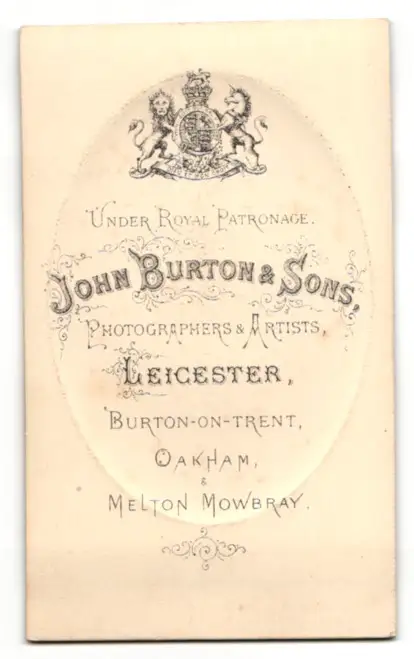 Under Royal Patronage.
John Burton & Sons,
Photographers & Artists,
Leicester,
Burton-on-Trent,
Oakham,
&
Melton Mowbray.